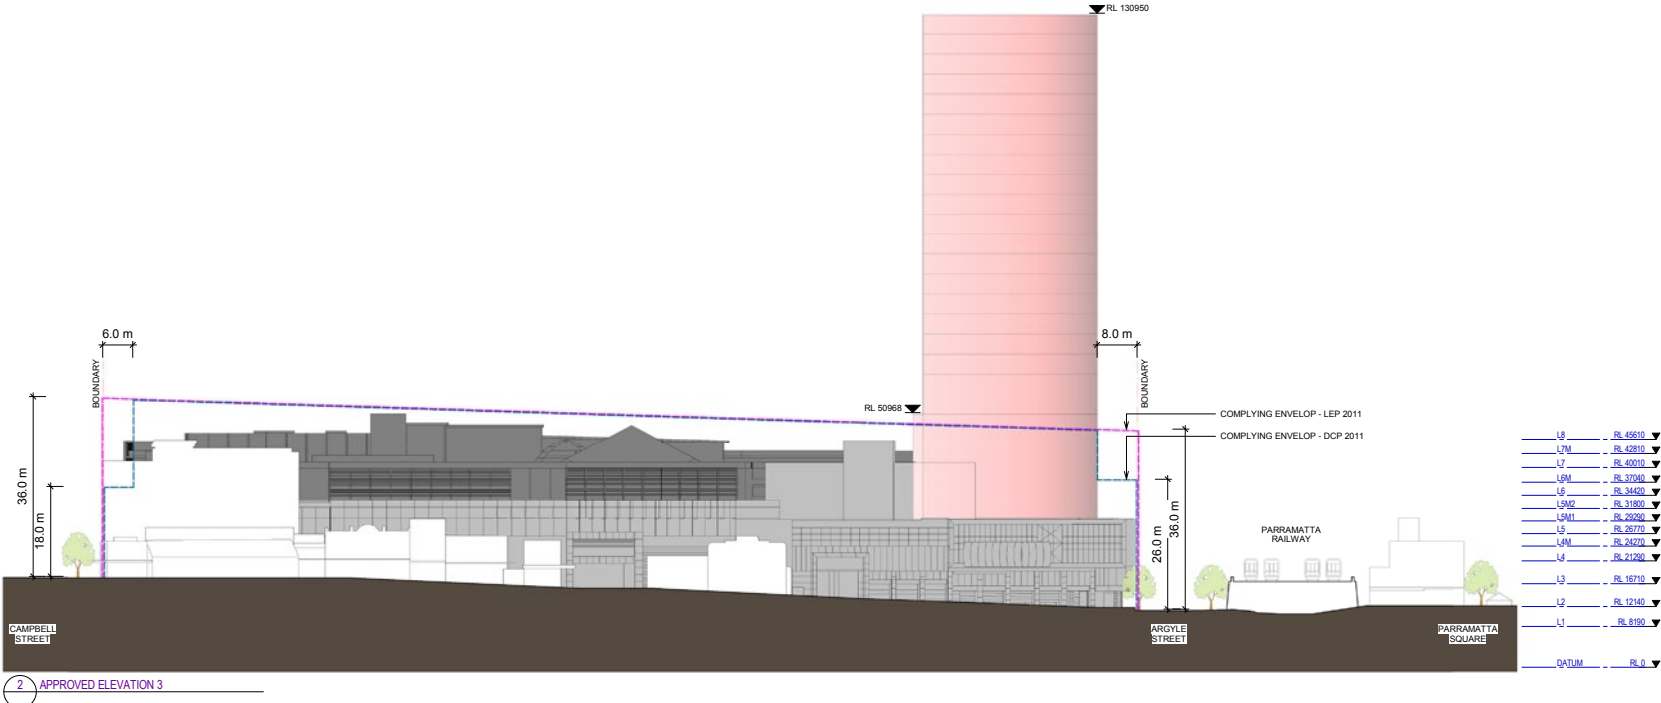 RL 130950
6.0 m
8.0 m
BOUNDARY
BOUNDARY
RL 50968
COMPLYING ENVELOP - LEP 2011
COMPLYING ENVELOP - DCP 2011
36.0 m
18.0 m
26.0 m
36.0 m
PARRAMATTA
RAILWAY
L8 RL 45610
L7M RL 42810
L7 RL 40010
L6M RL 37040
L6 RL 34420
L5M2 RL 31800
L5M1 RL 29290
L5 RL 26770
L4M RL 24270
L4 RL 21290
L3 RL 16710
L2 RL 12140
L1 RL 8190
DATUM RL 0
CAMPBELL
STREET
ARGYLE
STREET
PARRAMATTA
SQUARE
2 APPROVED ELEVATION 3